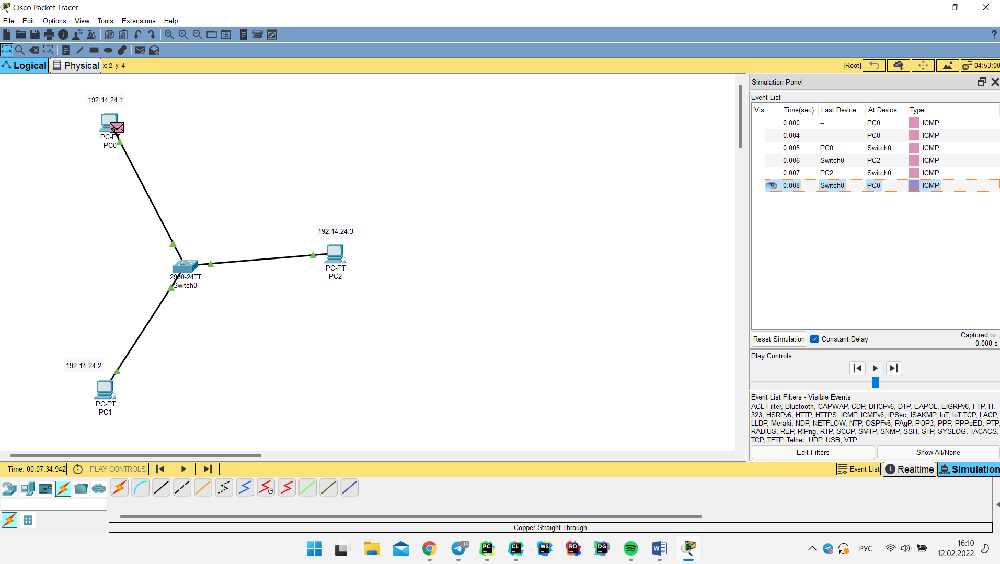 Cisco Packet Tracer
File Edit Options View Tools Extensions Help
Logical Physical x: 2, y: 4 [Root] 04:53:00
192.14.24.1
PC-PT
PC0
192.14.24.3
PC-PT
PC2
2960-24TT
Switch0
192.14.24.2
PC-PT
PC1
Simulation Panel
Event List
Vis. Time(sec) Last Device At Device Type
0.000 -- PC0 ICMP
0.004 -- PC0 ICMP
0.005 PC0 Switch0 ICMP
0.006 Switch0 PC2 ICMP
0.007 PC2 Switch0 ICMP
0.008 Switch0 PC0 ICMP
Reset Simulation Constant Delay Captured to:
0.008 s
Play Controls
Event List Filters - Visible Events
ACL Filter, Bluetooth, CAPWAP, CDP, DHCPv6, DTP, EAPOL, EIGRPv6, FTP, H.
323, HSRPv6, HTTP, HTTPS, ICMP, ICMPv6, IPSec, ISAKMP, IoT, IoT TCP, LACP,
LLDP, Meraki, NDP, NETFLOW, NTP, OSPFv6, PAgP, POP3, PPP, PPPoED, PTP,
RADIUS, REP, RIPng, RTP, SCCP, SMTP, SNMP, SSH, STP, SYSLOG, TACACS,
TCP, TFTP, Telnet, UDP, USB, VTP
Edit Filters Show All/None
Time: 00:07:34.942 PLAY CONTROLS: Event List Realtime Simulation
Copper Straight-Through
19 PC CL WS RD DG W РУС 16:10
12.02.2022